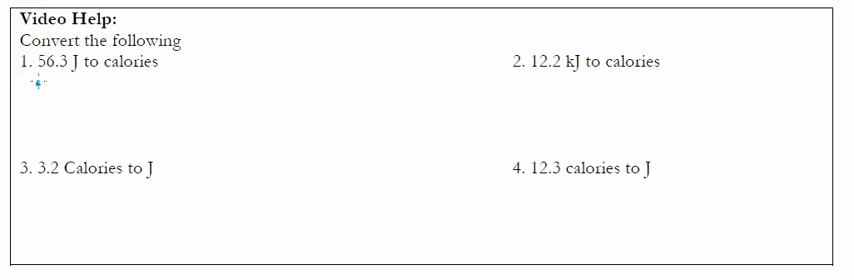 Video Help:
Convert the following
1. 56.3 J to calories
2. 12.2 kJ to calories
3. 3.2 Calories to J
4. 12.3 calories to J